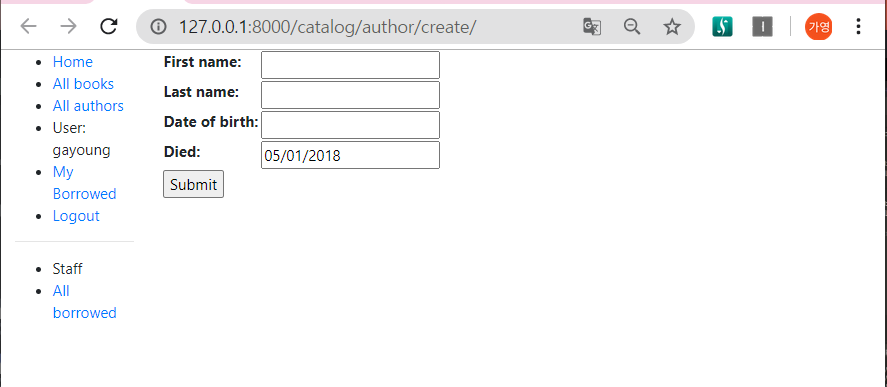 127.0.0.1:8000/catalog/author/create/
가영
Home
All books
All authors
User:
gayoung
My
Borrowed
Logout
Staff
All
borrowed
First name:
Last name:
Date of birth:
Died: 05/01/2018
Submit